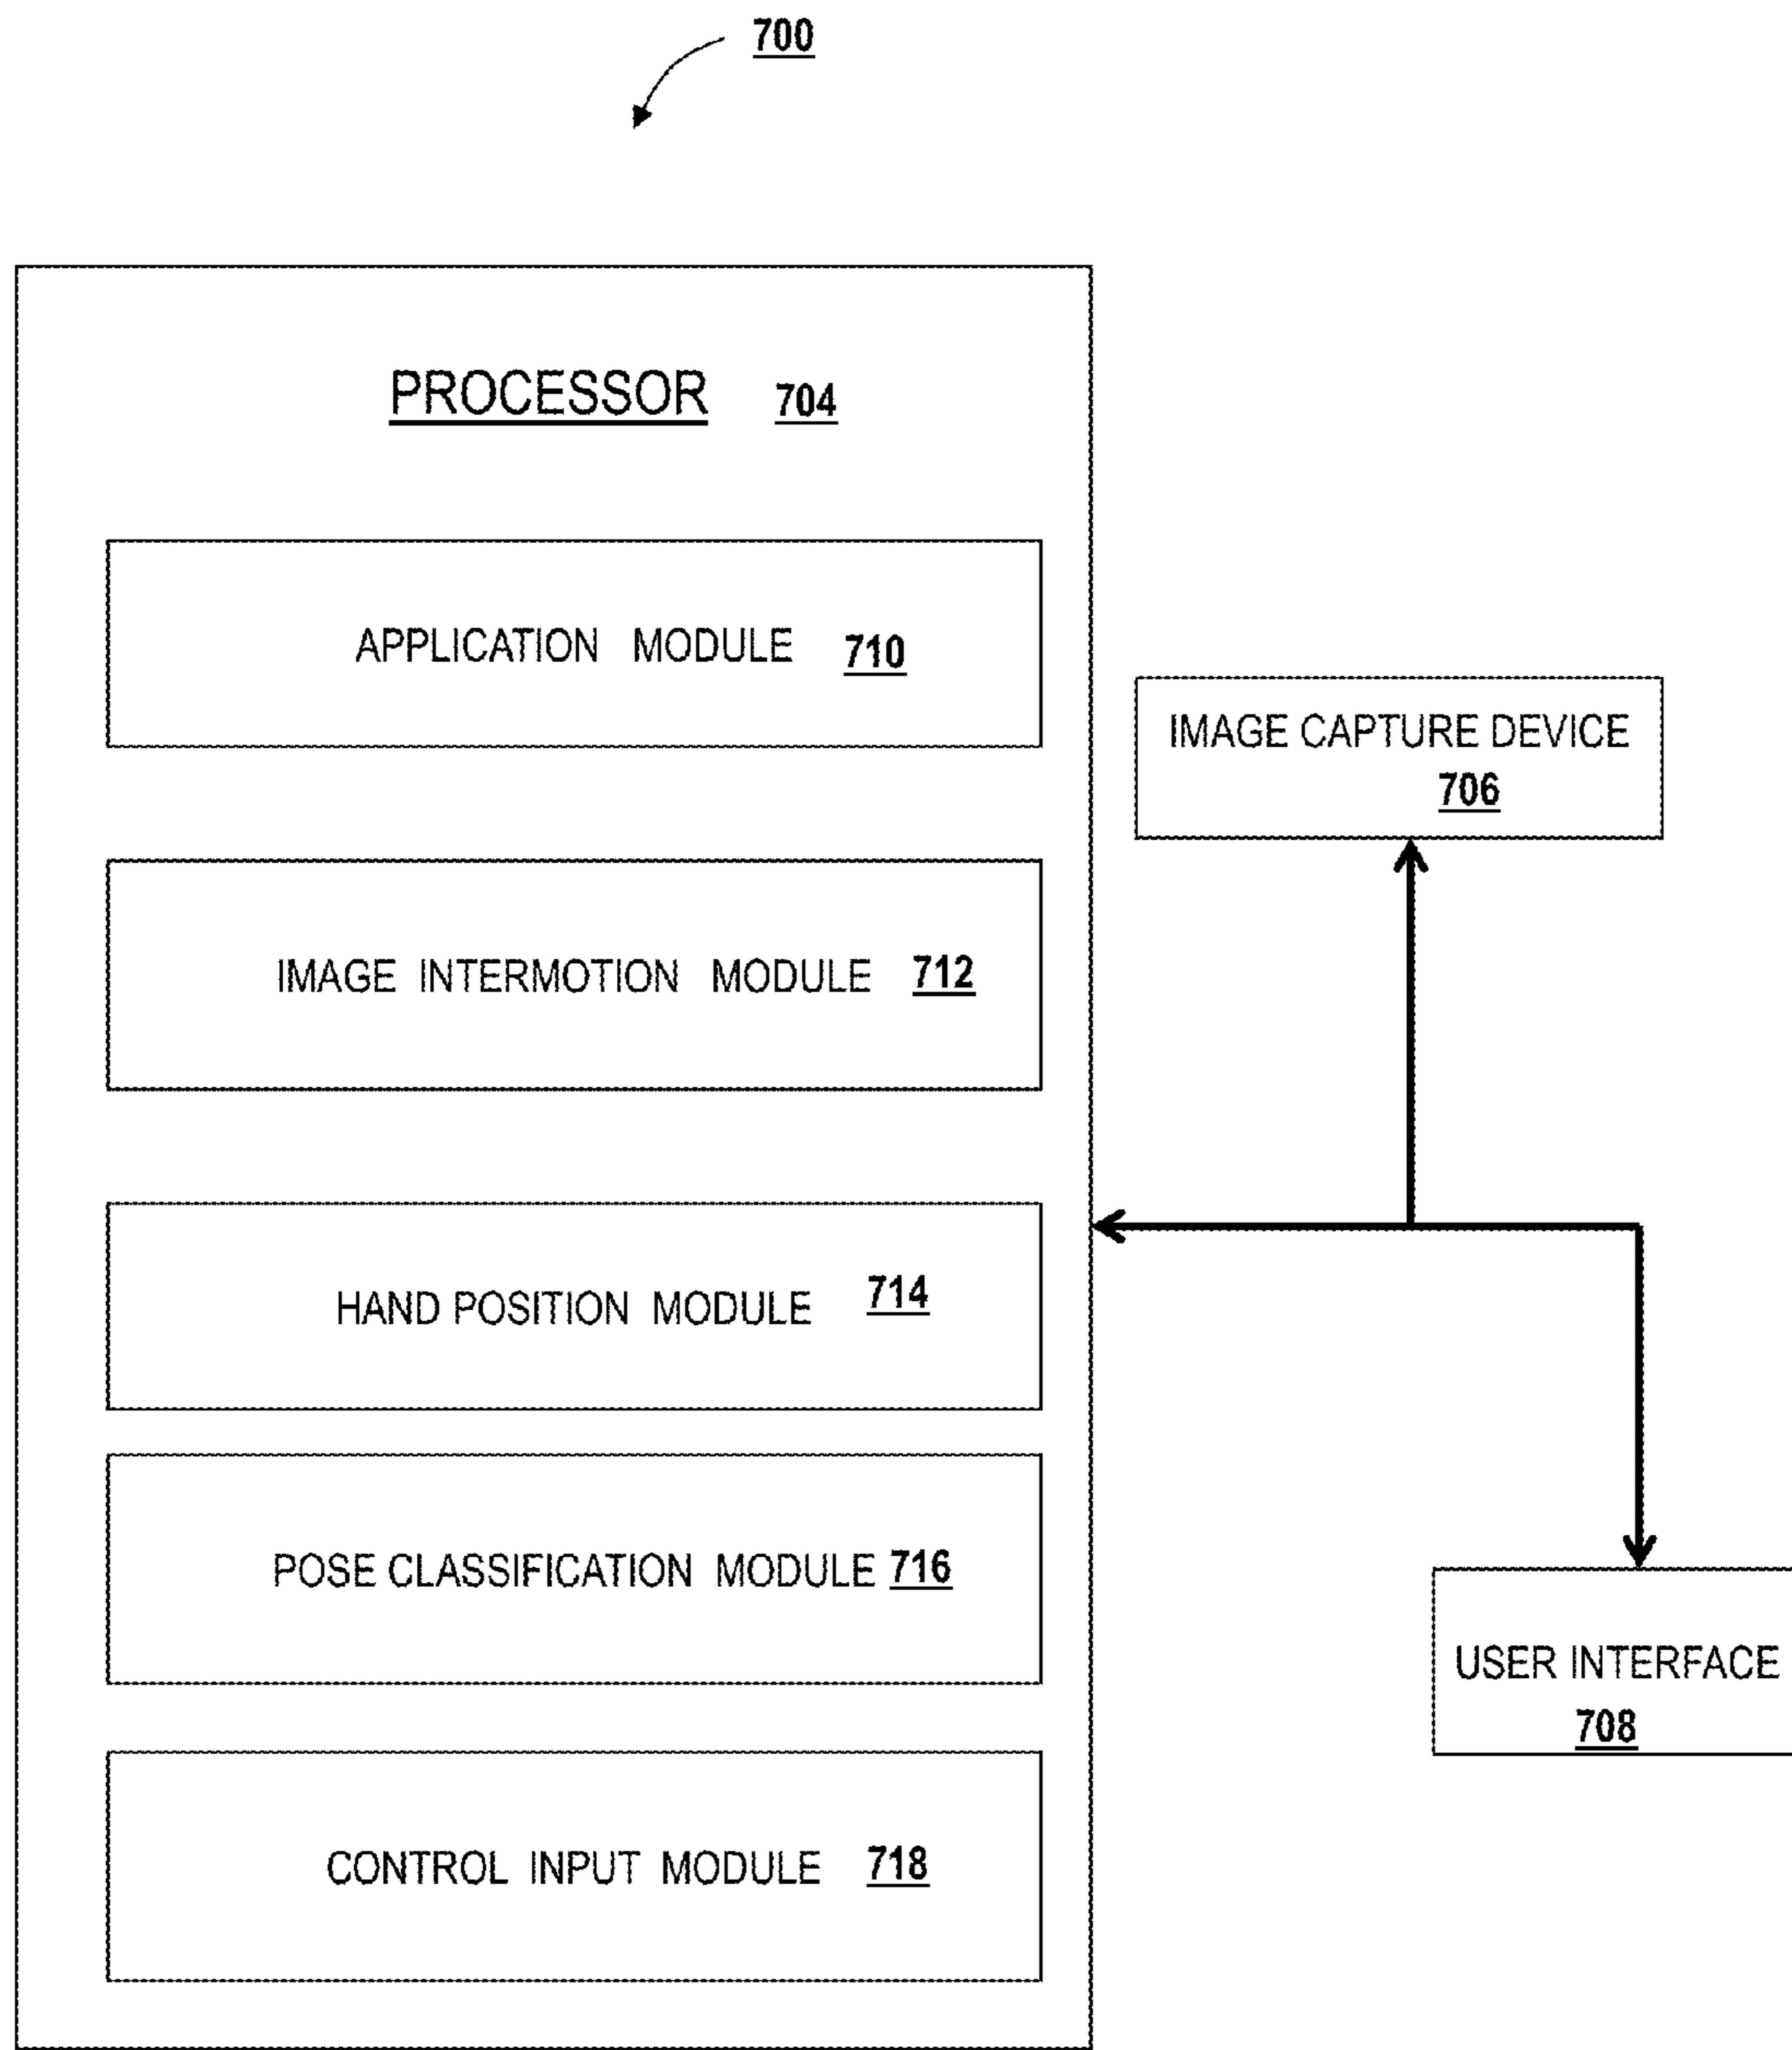 700
PROCESSOR 704
APPLICATION MODULE 710
IMAGE INTERMOTION MODULE 712
HAND POSITION MODULE 714
POSE CLASSIFICATION MODULE 716
CONTROL INPUT MODULE 718
IMAGE CAPTURE DEVICE
706
USER INTERFACE
708